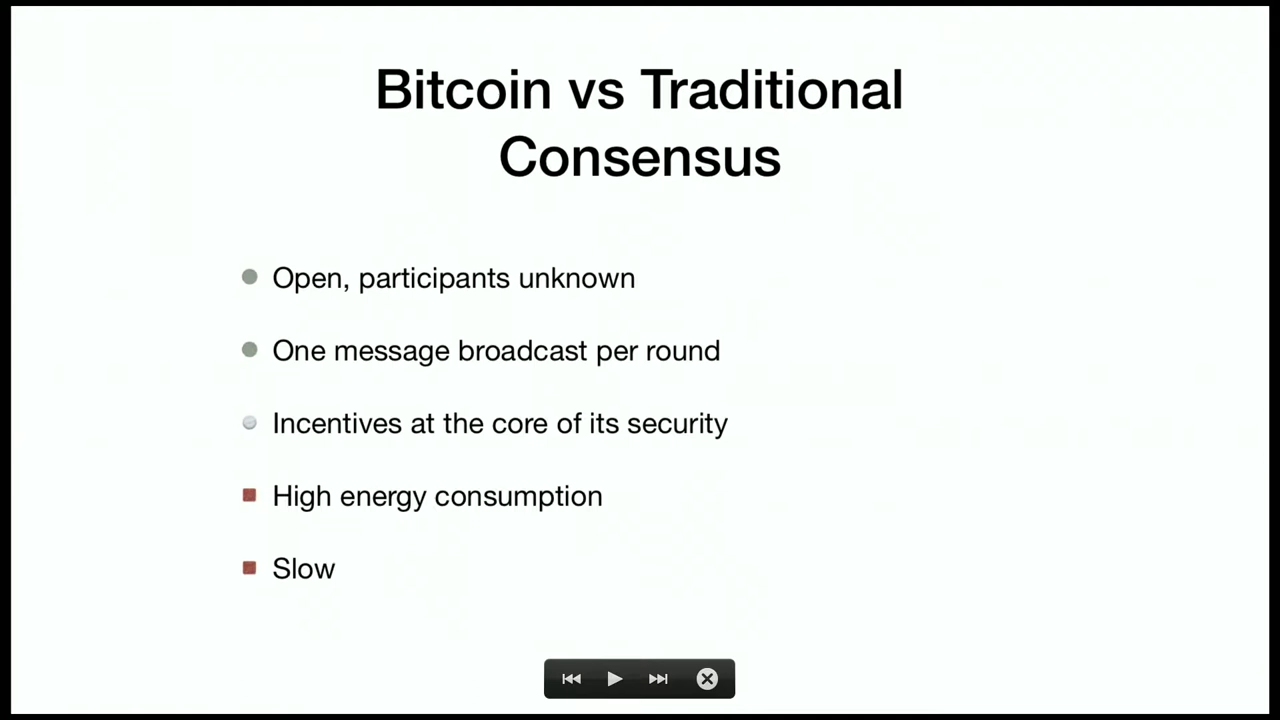 Bitcoin vs Traditional
Consensus
Open, participants unknown
One message broadcast per round
Incentives at the core of its security
High energy consumption
Slow